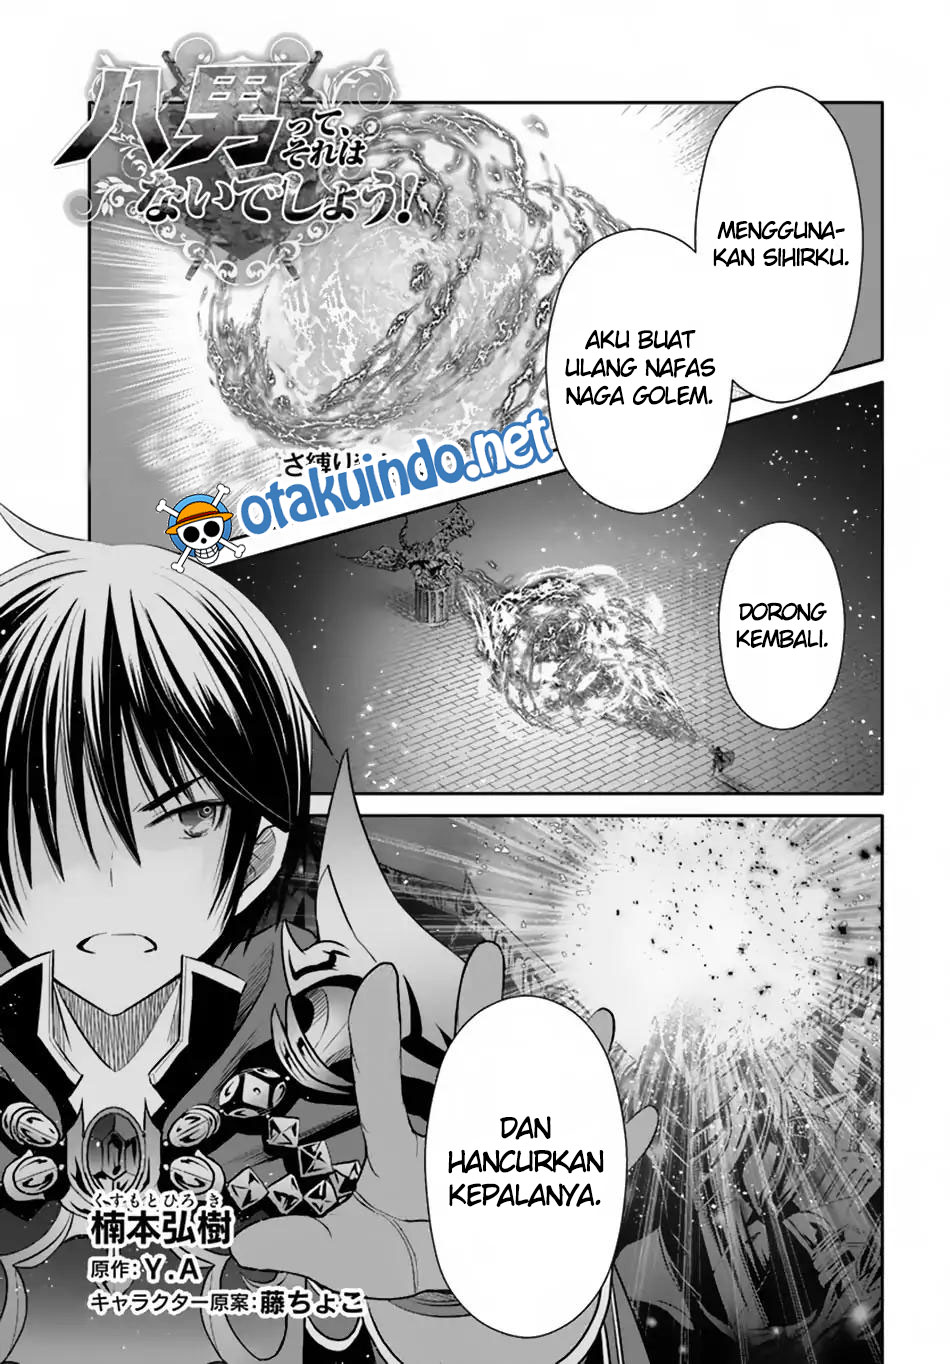 八男って、
それは
ないでしょう!
MENGGUNA-
KAN SIHIRKU.
AKU BUAT
ULANG NAFAS
NAGA GOLEM.
otakuindo.net
DORONG
KEMBALI.
DAN
HANCURKAN
KEPALANYA.
くすもとひろき
楠本弘樹
原作:Y.A
キャラクター原案:藤ちょこ